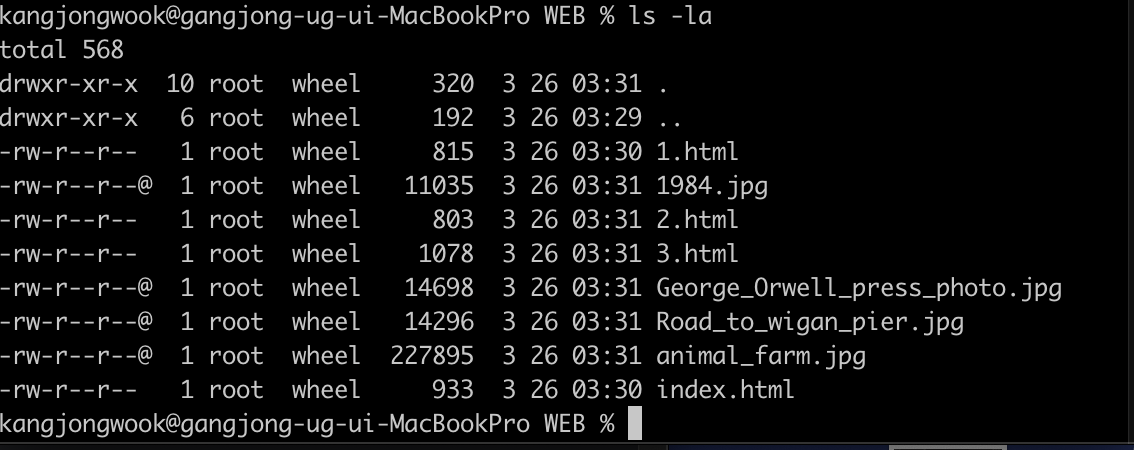 kangjongwook@gangjong-ug-ui-MacBookPro WEB % ls -la
total 568
drwxr-xr-x  10 root  wheel     320  3 26 03:31 .
drwxr-xr-x   6 root  wheel     192  3 26 03:29 ..
-rw-r--r--   1 root  wheel     815  3 26 03:30 1.html
-rw-r--r--@  1 root  wheel   11035  3 26 03:31 1984.jpg
-rw-r--r--   1 root  wheel     803  3 26 03:31 2.html
-rw-r--r--   1 root  wheel    1078  3 26 03:31 3.html
-rw-r--r--@  1 root  wheel   14698  3 26 03:31 George_Orwell_press_photo.jpg
-rw-r--r--@  1 root  wheel   14296  3 26 03:31 Road_to_wigan_pier.jpg
-rw-r--r--@  1 root  wheel  227895  3 26 03:31 animal_farm.jpg
-rw-r--r--   1 root  wheel     933  3 26 03:30 index.html
kangjongwook@gangjong-ug-ui-MacBookPro WEB %